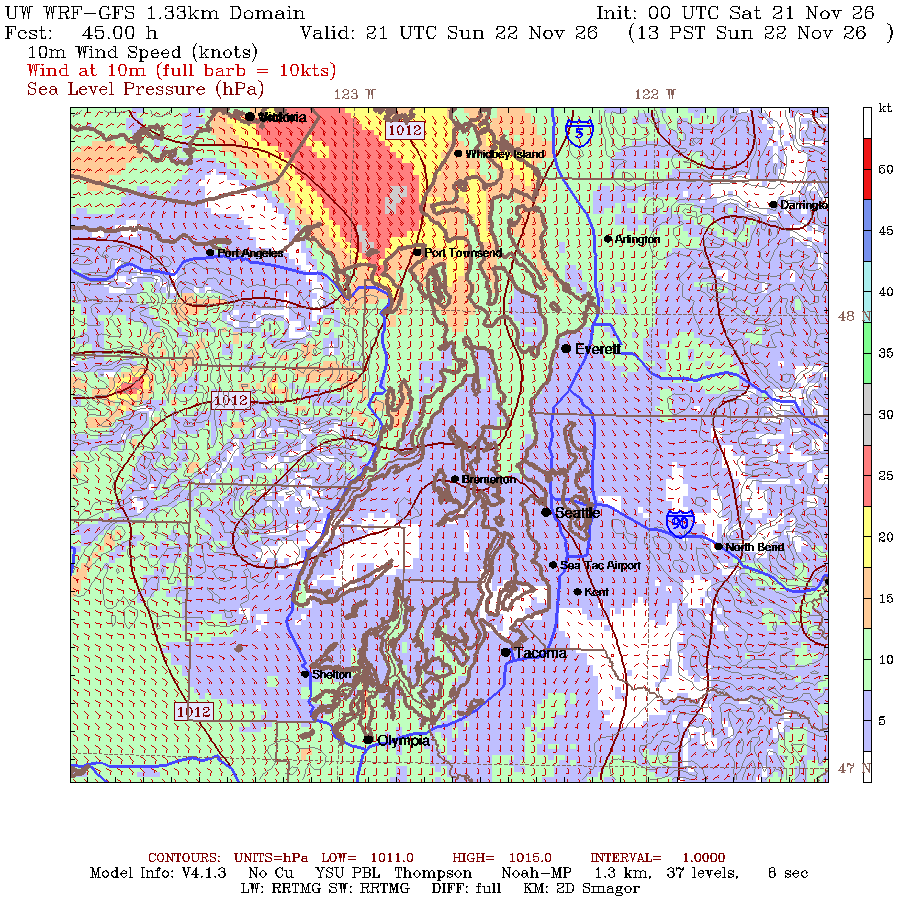 UW WRF-GFS 1.33km Domain Init: 00 UTC Sat 21 Nov 26
Fcst: 45.00 h Valid: 21 UTC Sun 22 Nov 26 (13 PST Sun 22 Nov 26 )
10m Wind Speed (knots)
Wind at 10m (full barb = 10kts)
Sea Level Pressure (hPa)
123 W 122 W
kt
Victoria
1012
5
Whidbey Island
60
Darrington
45
Arlington
Port Angeles
Port Townsend
40
48 N
Everett
35
1012
30
Bremerton
25
Seattle
90
20
North Bend
Sea Tac Airport
Kent
15
Tacoma
10
Shelton
1012
5
Olympia
47 N
CONTOURS: UNITS=hPa LOW= 1011.0 HIGH= 1015.0 INTERVAL= 1.0000
Model Info: V4.1.3 No Cu YSU PBL Thompson Noah-MP 1.3 km, 37 levels, 8 sec
LW: RRTMG SW: RRTMG DIFF: full KM: 2D Smagor